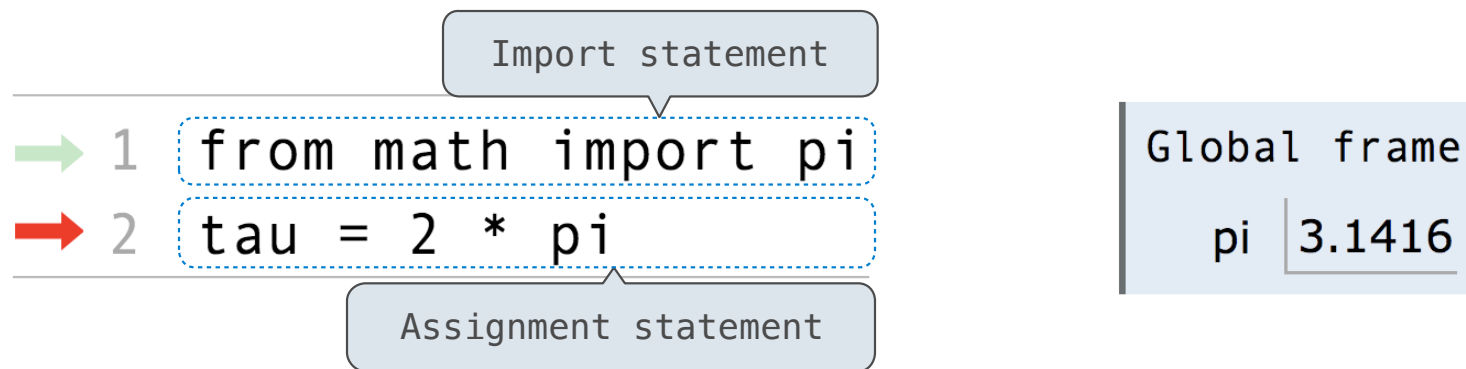 Import statement
1 from math import pi
2 tau = 2 * pi
Assignment statement
Global frame
pi 3.1416